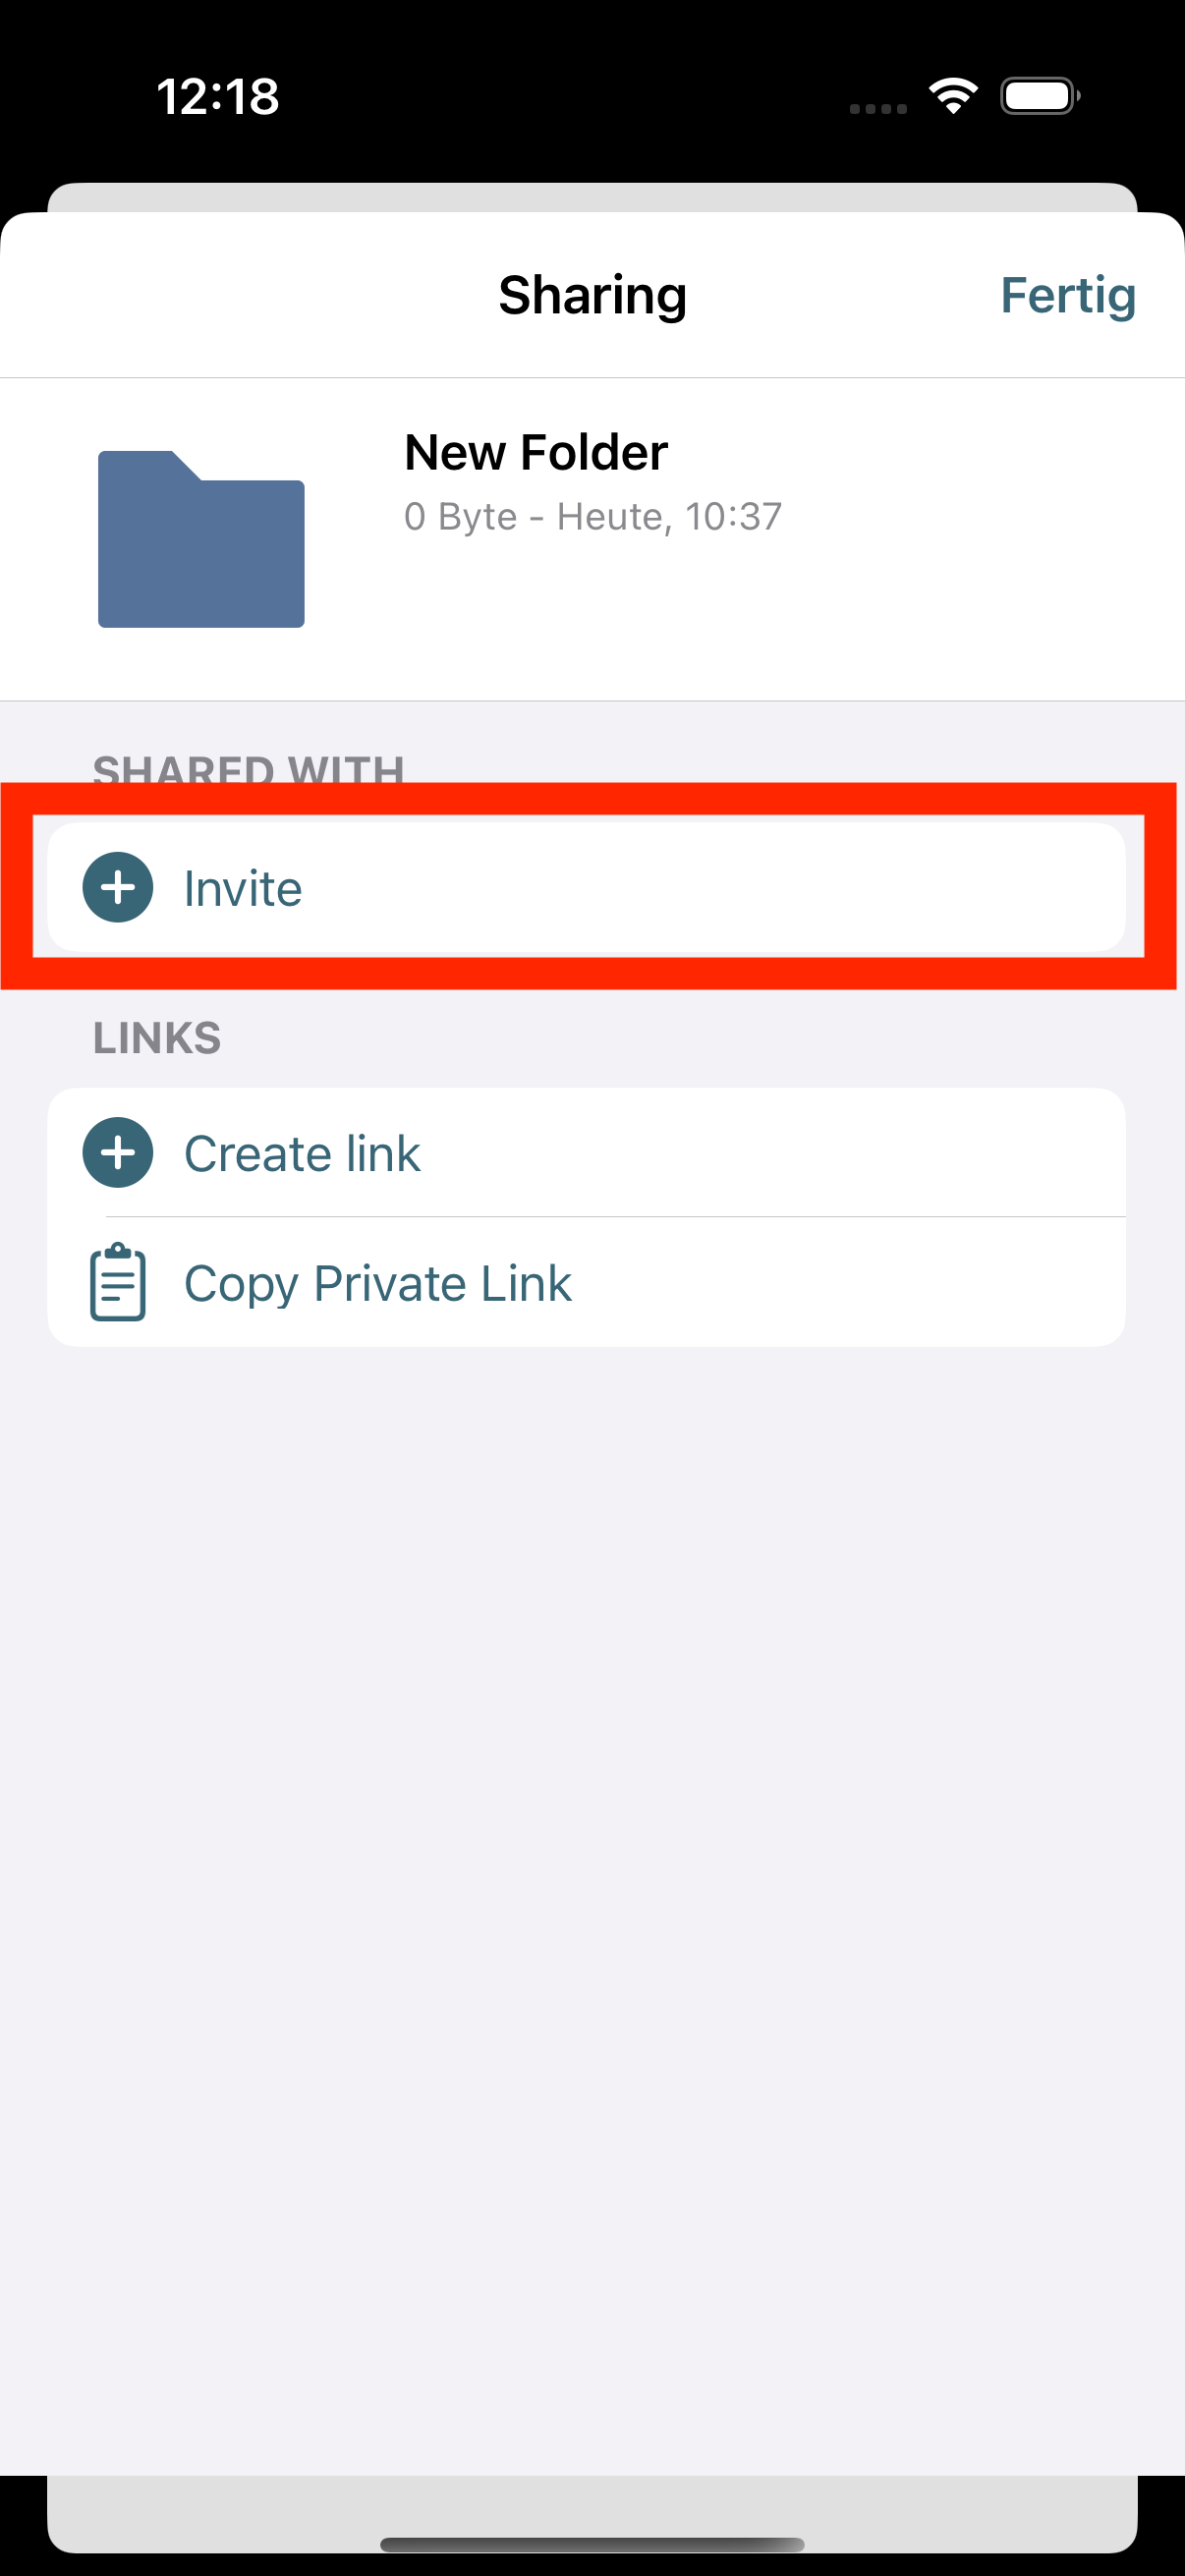 12:18
Sharing
Fertig
New Folder
0 Byte - Heute, 10:37
SHARED WITH
Invite
LINKS
Create link
Copy Private Link